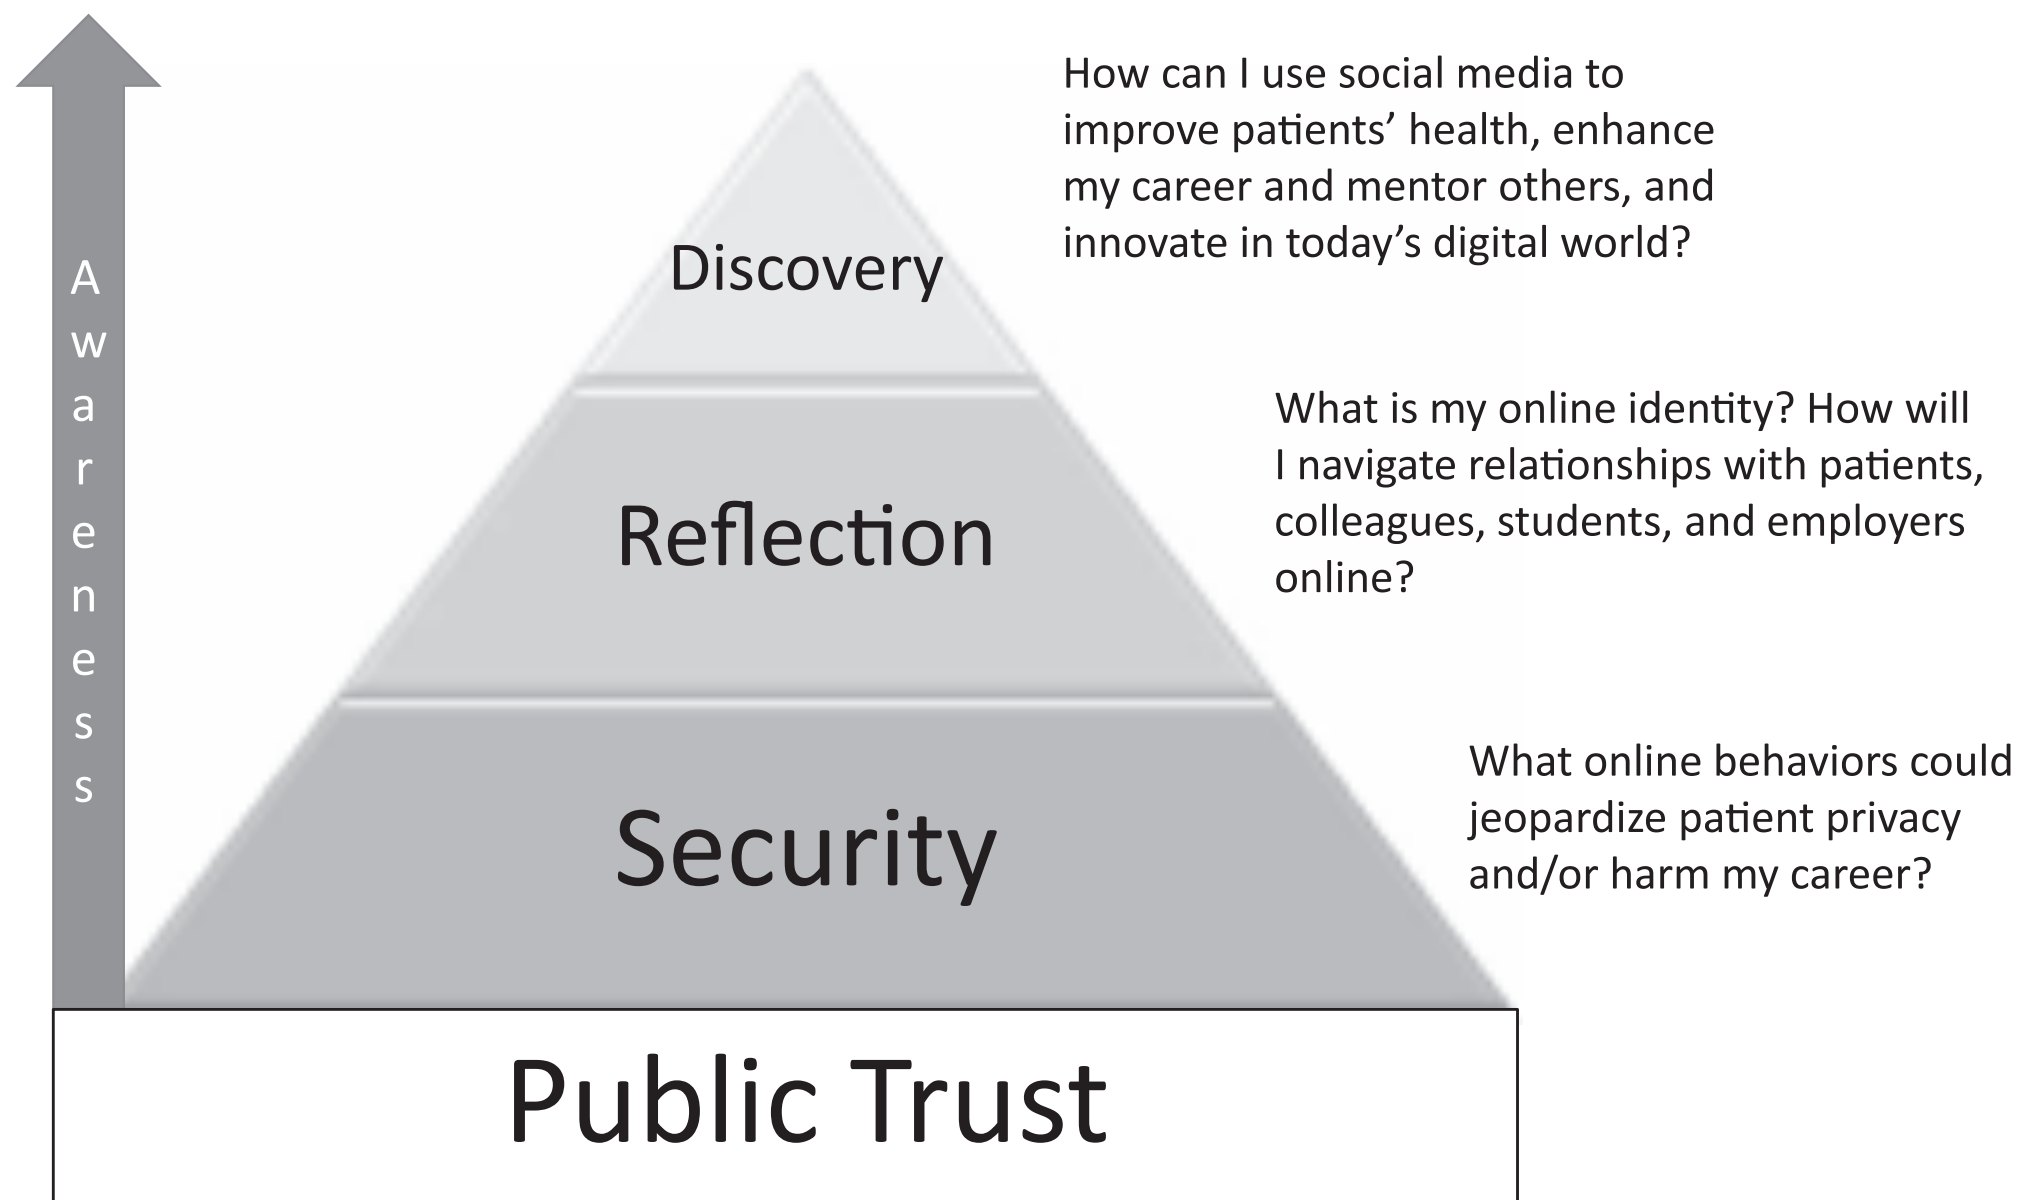 Awareness
How can I use social media to
improve patients’ health, enhance
my career and mentor others, and
innovate in today’s digital world?
Discovery
What is my online identity? How will
I navigate relationships with patients,
colleagues, students, and employers
online?
Reflection
What online behaviors could
jeopardize patient privacy
and/or harm my career?
Security
Public Trust